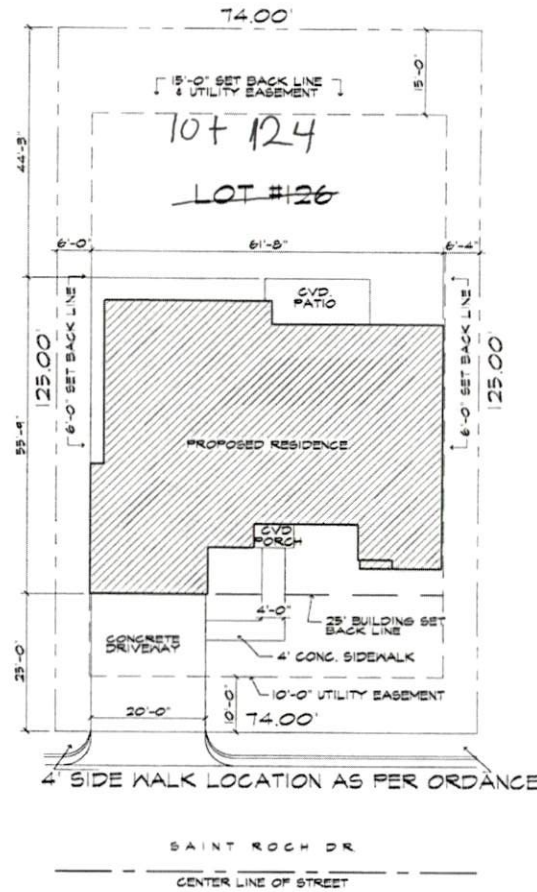 74.00'
15'-0" SET BACK LINE
& UTILITY EASEMENT
15'-0"
lot 124
LOT #126
44'-3"
6'-0"
61'-8"
6'-4"
CVD.
PATIO
125.00'
6'-0" SET BACK LINE
6'-0" SET BACK LINE
125.00'
55'-9"
PROPOSED RESIDENCE
CVD
PORCH
4'-0"
25' BUILDING SET
BACK LINE
CONCRETE
DRIVEWAY
4' CONC. SIDEWALK
25'-0"
10'-0" UTILITY EASEMENT
20'-0"
10'-0"
74.00'
4' SIDE WALK LOCATION AS PER ORDANCE
SAINT ROCH DR.
CENTER LINE OF STREET